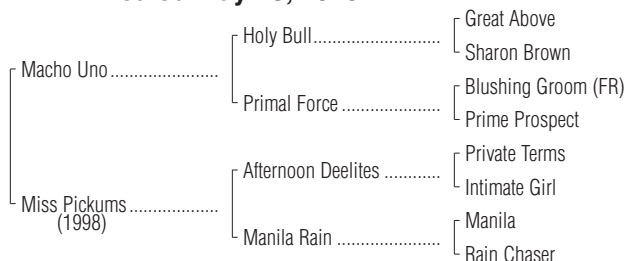 Great Above
Holy Bull
Sharon Brown
Macho Uno
Blushing Groom (FR)
Primal Force
Prime Prospect
Private Terms
Afternoon Deelites
Intimate Girl
Miss Pickums
(1998)
Manila
Manila Rain
Rain Chaser